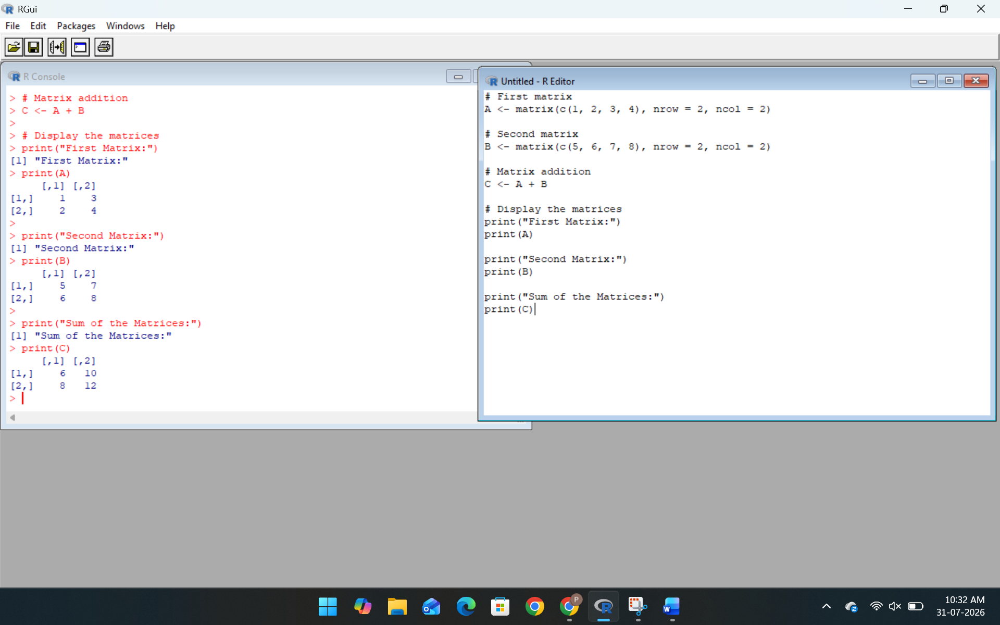 RGui
File Edit Packages Windows Help
R Console
> # Matrix addition
> C <- A + B
>
> # Display the matrices
> print("First Matrix:")
[1] "First Matrix:"
> print(A)
     [,1] [,2]
[1,]    1    3
[2,]    2    4
>
> print("Second Matrix:")
[1] "Second Matrix:"
> print(B)
     [,1] [,2]
[1,]    5    7
[2,]    6    8
>
> print("Sum of the Matrices:")
[1] "Sum of the Matrices:"
> print(C)
     [,1] [,2]
[1,]    6   10
[2,]    8   12
>
Untitled - R Editor
# First matrix
A <- matrix(c(1, 2, 3, 4), nrow = 2, ncol = 2)
# Second matrix
B <- matrix(c(5, 6, 7, 8), nrow = 2, ncol = 2)
# Matrix addition
C <- A + B
# Display the matrices
print("First Matrix:")
print(A)
print("Second Matrix:")
print(B)
print("Sum of the Matrices:")
print(C)
P
10:32 AM
31-07-2026